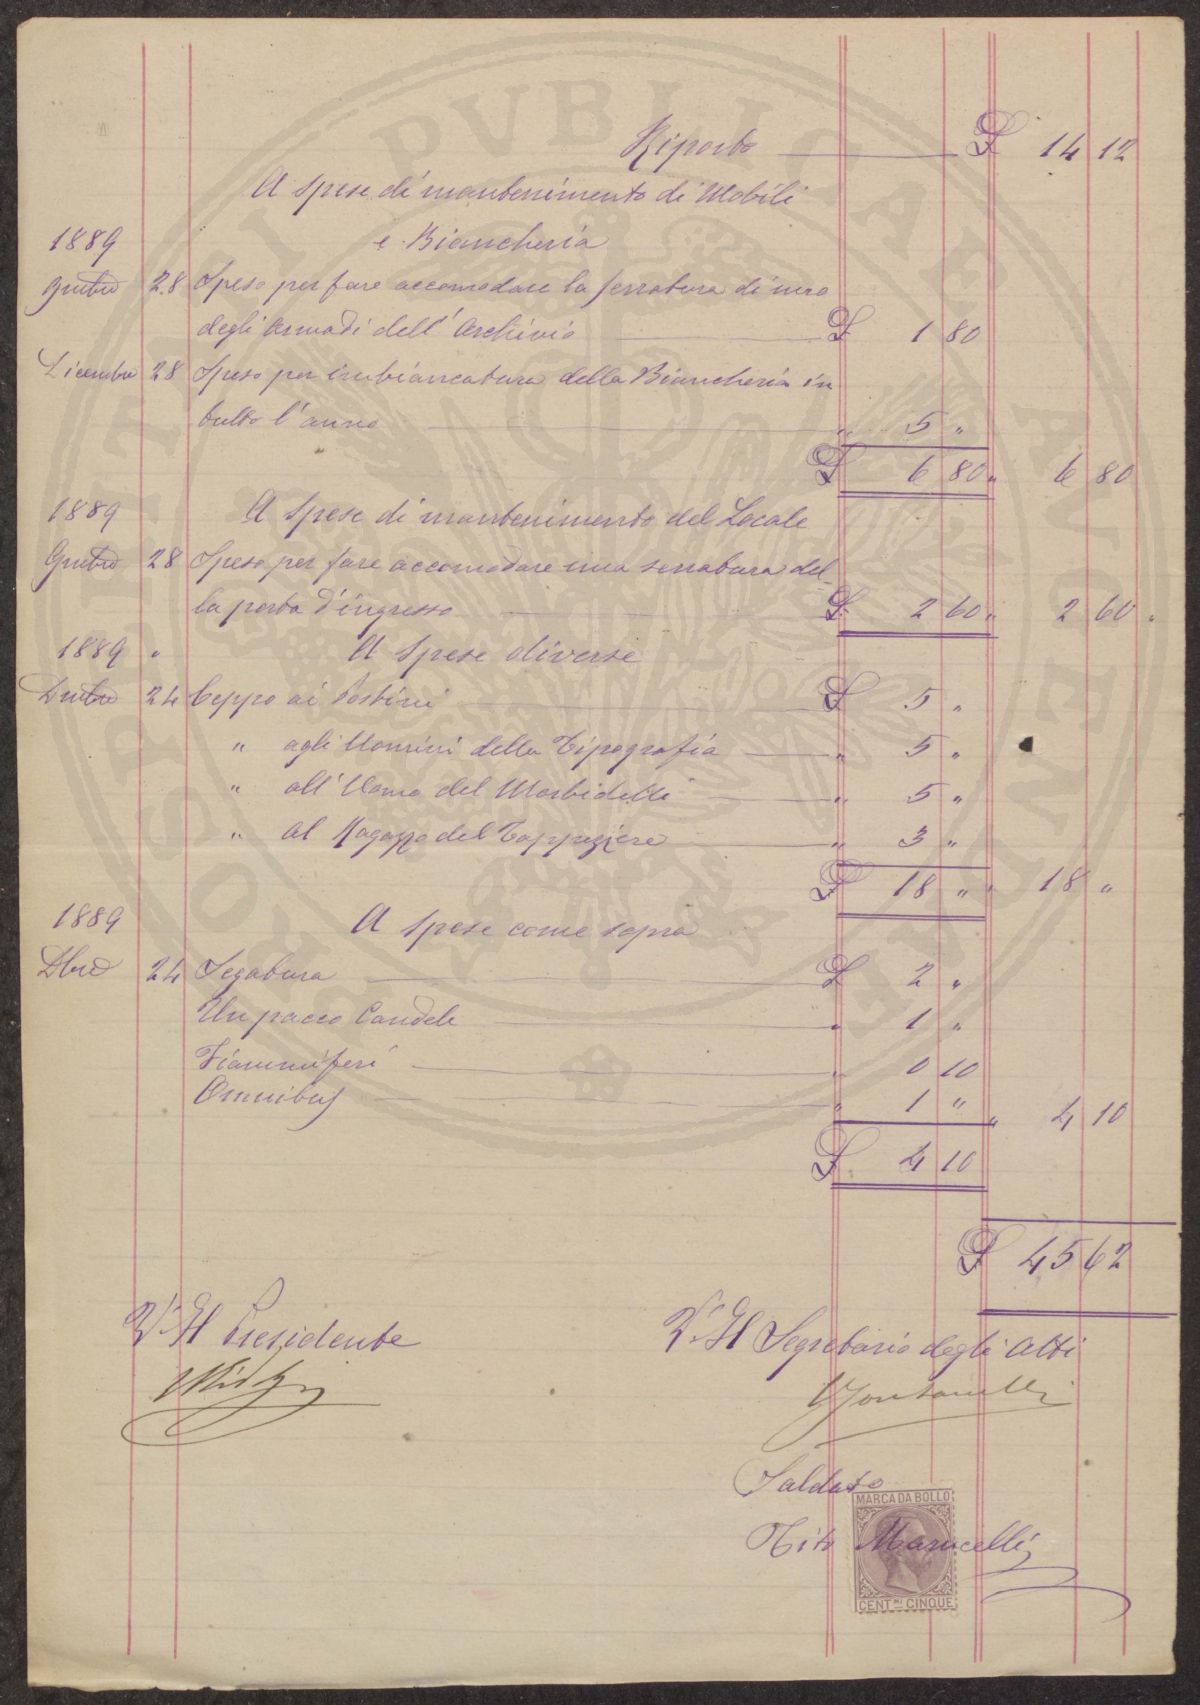 Riporto £ 14 12
A Spese di mantenimento di Mobili
1889 e Biancheria
28 Speso per fare accomodare la serratura di uno
degli Armadi dell' Archivio £ 1 80
Dicembre 28 Speso per imbiancatura della Biancheria in
tutto l'anno " 5 "
£ 6 80 " 6 80
1889 A Spese di mantenimento del Locale
28 Speso per fare accomodare una serratura del-
la porta d'ingresso £ 2 60 " 2 60 "
1889 " A Spese diverse
24 Ceppo ai Postini £ 5 "
" agli Uomini della Tipografia " 5 "
" all' Uomo del Morbidelli " 5 "
" al Ragazzo del Tappezziere " 3 "
£ 18 " " 18 "
1889 A Spese come sopra
Dbre 24 Segatura £ 2 "
Un pacco Candele " 1 "
Fiammiferi " 0 10
Omnibus " 1 " " 4 10
£ 4 10
£ 45 62
V° Il Presidente
V° Il Segretario degli Atti
Saldato
MARCA DA BOLLO
Tito Marucelli
CENT.MI CINQUE